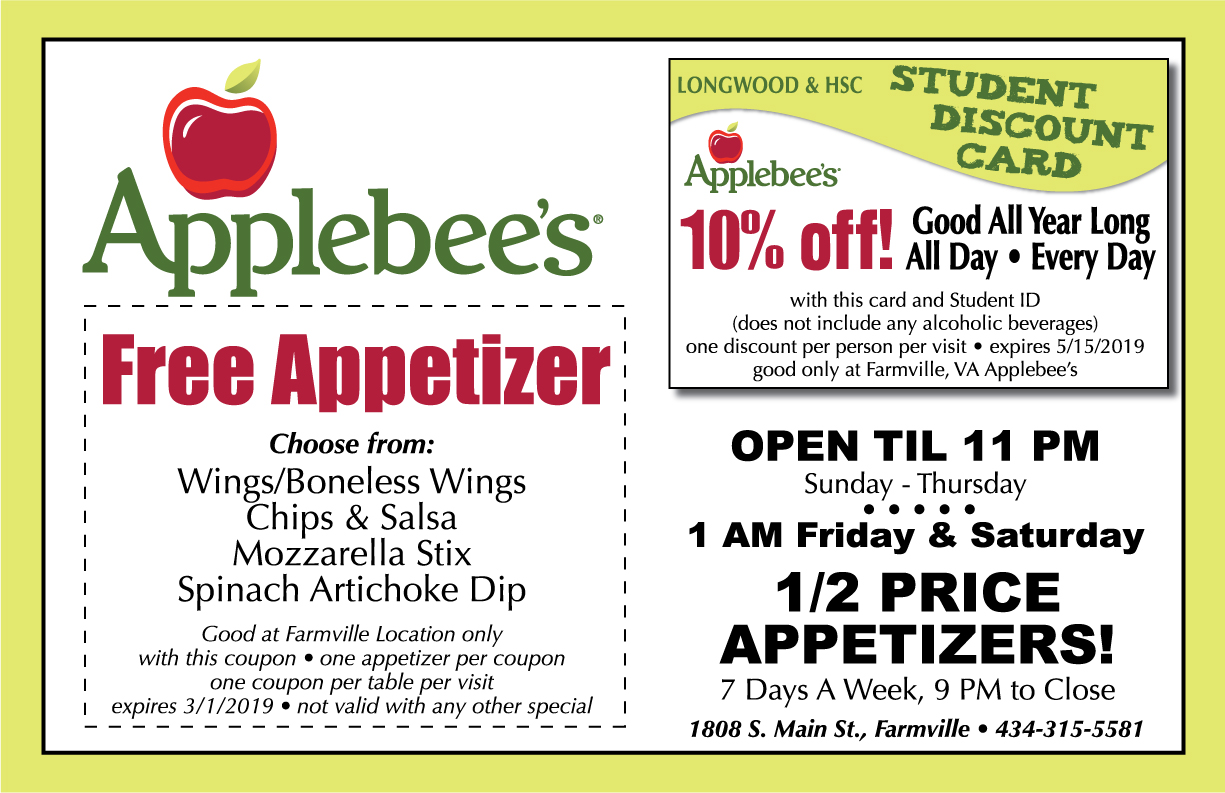 Applebee's®
Free Appetizer
Choose from:
Wings/Boneless Wings
Chips & Salsa
Mozzarella Stix
Spinach Artichoke Dip
Good at Farmville Location only
with this coupon • one appetizer per coupon
one coupon per table per visit
expires 3/1/2019 • not valid with any other special
LONGWOOD & HSC
STUDENT
DISCOUNT
CARD
Applebee's
10% off!
Good All Year Long
All Day • Every Day
with this card and Student ID
(does not include any alcoholic beverages)
one discount per person per visit • expires 5/15/2019
good only at Farmville, VA Applebee's
OPEN TIL 11 PM
Sunday - Thursday
• • • • •
1 AM Friday & Saturday
1/2 PRICE
APPETIZERS!
7 Days A Week, 9 PM to Close
1808 S. Main St., Farmville • 434-315-5581